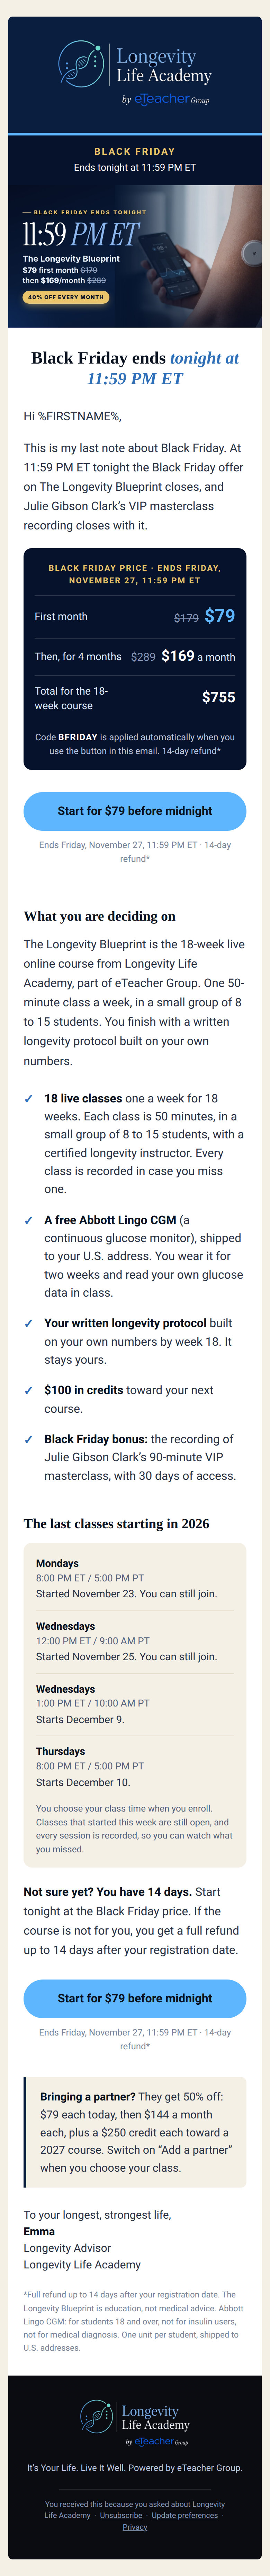 Longevity
Life Academy
by eTeacher Group
BLACK FRIDAY
Ends tonight at 11:59 PM ET
BLACK FRIDAY ENDS TONIGHT
11:59 PM ET
The Longevity Blueprint
$79 first month $179
then $169/month $289
40% OFF EVERY MONTH
Black Friday ends tonight at
11:59 PM ET
Hi %FIRSTNAME%,
This is my last note about Black Friday. At
11:59 PM ET tonight the Black Friday offer
on The Longevity Blueprint closes, and
Julie Gibson Clark’s VIP masterclass
recording closes with it.
BLACK FRIDAY PRICE · ENDS FRIDAY,
NOVEMBER 27, 11:59 PM ET
First month $179 $79
Then, for 4 months $289 $169 a month
Total for the 18-
week course $755
Code BFRIDAY is applied automatically when you
use the button in this email. 14-day refund*
Start for $79 before midnight
Ends Friday, November 27, 11:59 PM ET · 14-day
refund*
What you are deciding on
The Longevity Blueprint is the 18-week live
online course from Longevity Life
Academy, part of eTeacher Group. One 50-
minute class a week, in a small group of 8
to 15 students. You finish with a written
longevity protocol built on your own
numbers.
✓ 18 live classes one a week for 18
weeks. Each class is 50 minutes, in a
small group of 8 to 15 students, with a
certified longevity instructor. Every
class is recorded in case you miss
one.
✓ A free Abbott Lingo CGM (a
continuous glucose monitor), shipped
to your U.S. address. You wear it for
two weeks and read your own glucose
data in class.
✓ Your written longevity protocol built
on your own numbers by week 18. It
stays yours.
✓ $100 in credits toward your next
course.
✓ Black Friday bonus: the recording of
Julie Gibson Clark’s 90-minute VIP
masterclass, with 30 days of access.
The last classes starting in 2026
Mondays
8:00 PM ET / 5:00 PM PT
Started November 23. You can still join.
Wednesdays
12:00 PM ET / 9:00 AM PT
Started November 25. You can still join.
Wednesdays
1:00 PM ET / 10:00 AM PT
Starts December 9.
Thursdays
8:00 PM ET / 5:00 PM PT
Starts December 10.
You choose your class time when you enroll.
Classes that started this week are still open, and
every session is recorded, so you can watch what
you missed.
Not sure yet? You have 14 days. Start
tonight at the Black Friday price. If the
course is not for you, you get a full refund
up to 14 days after your registration date.
Start for $79 before midnight
Ends Friday, November 27, 11:59 PM ET · 14-day
refund*
Bringing a partner? They get 50% off:
$79 each today, then $144 a month
each, plus a $250 credit each toward a
2027 course. Switch on “Add a partner”
when you choose your class.
To your longest, strongest life,
Emma
Longevity Advisor
Longevity Life Academy
*Full refund up to 14 days after your registration date. The
Longevity Blueprint is education, not medical advice. Abbott
Lingo CGM: for students 18 and over, not for insulin users,
not for medical diagnosis. One unit per student, shipped to
U.S. addresses.
Longevity
Life Academy
by eTeacher Group
It’s Your Life. Live It Well. Powered by eTeacher Group.
You received this because you asked about Longevity
Life Academy · Unsubscribe · Update preferences ·
Privacy